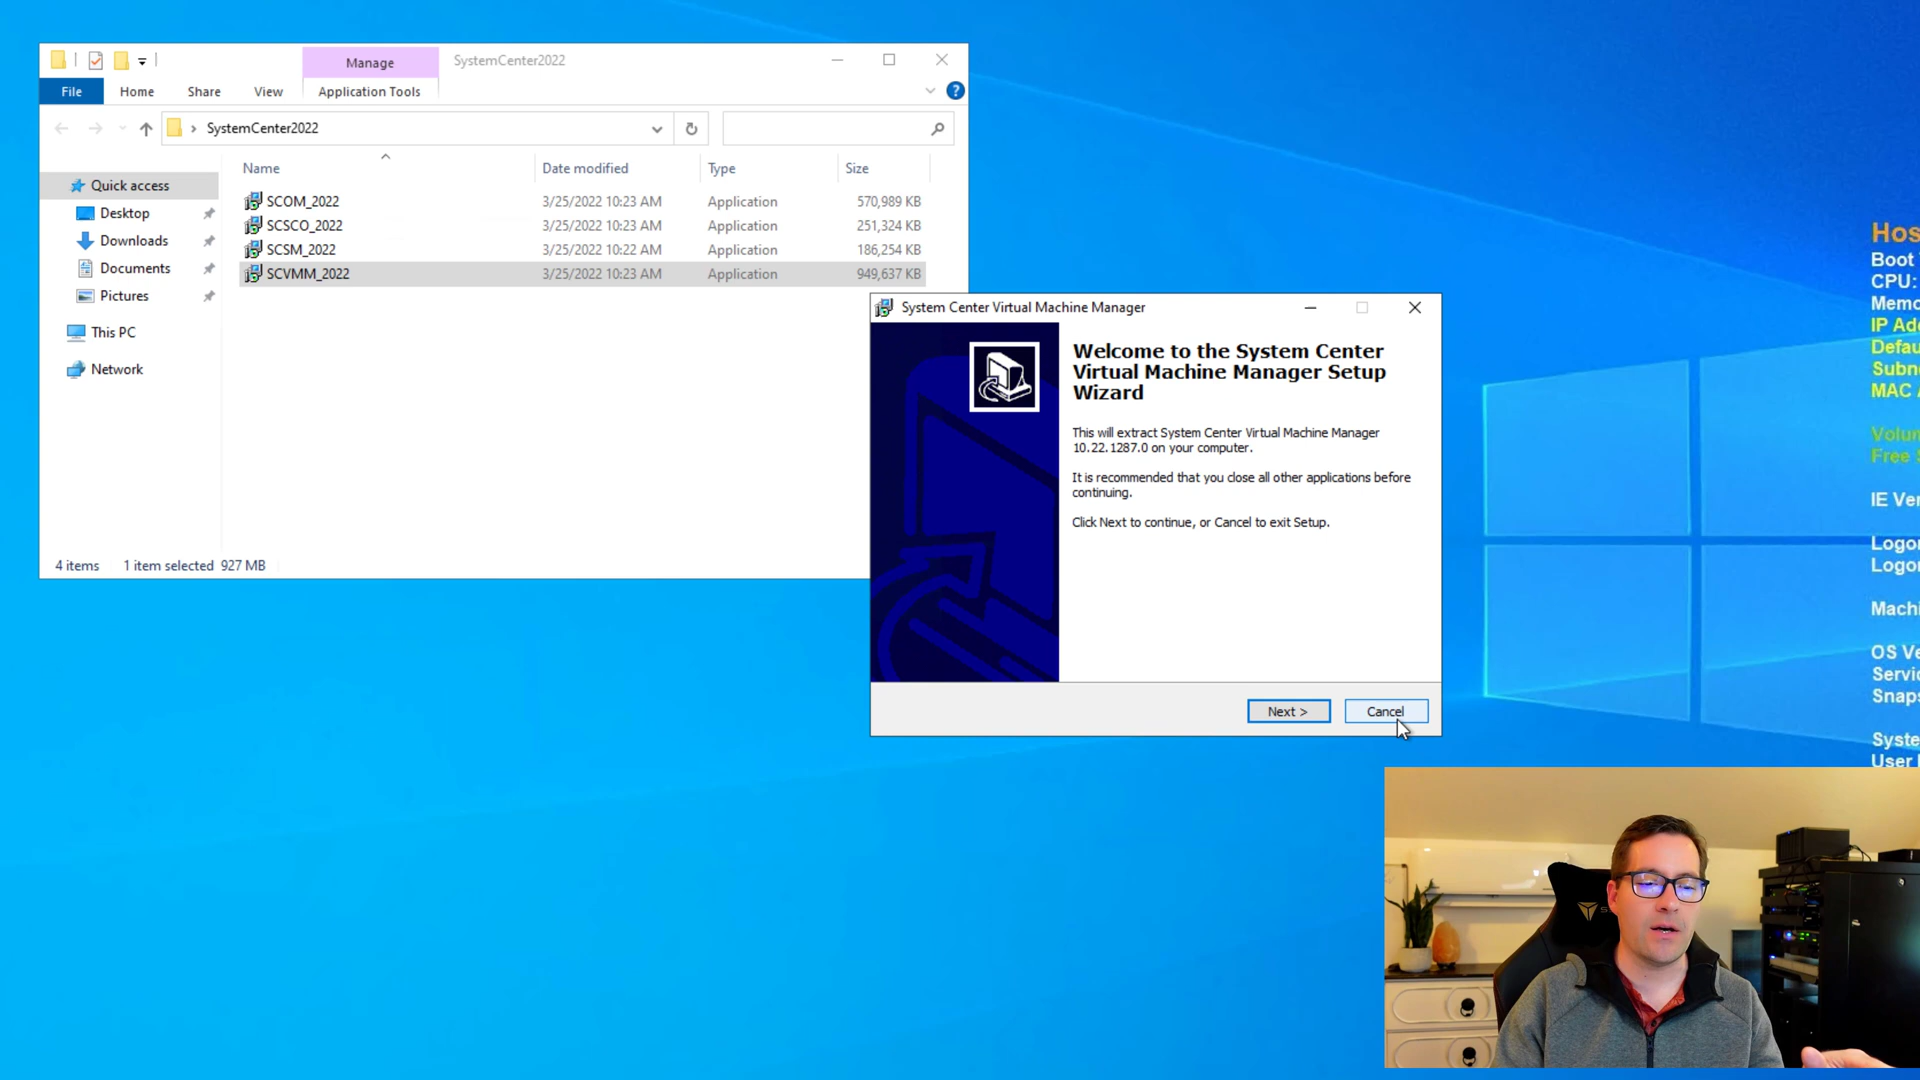 Manage
SystemCenter2022
File
Home
Share
View
Application Tools
?
SystemCenter2022
Name
Date modified
Type
Size
Quick access
Desktop
Downloads
Documents
Pictures
This PC
Network
SCOM_2022 3/25/2022 10:23 AM Application 570,989 KB
SCSCO_2022 3/25/2022 10:23 AM Application 251,324 KB
SCSM_2022 3/25/2022 10:22 AM Application 186,254 KB
SCVMM_2022 3/25/2022 10:23 AM Application 949,637 KB
4 items 1 item selected 927 MB
System Center Virtual Machine Manager
Welcome to the System Center
Virtual Machine Manager Setup
Wizard
This will extract System Center Virtual Machine Manager
10.22.1287.0 on your computer.
It is recommended that you close all other applications before
continuing.
Click Next to continue, or Cancel to exit Setup.
Next >
Cancel
Hos
Boot
CPU:
Memo
IP Add
Defau
Subne
MAC
Volum
Free
IE Ver
Logon
Logon
Machi
OS Ve
Servic
Snaps
Syste
User